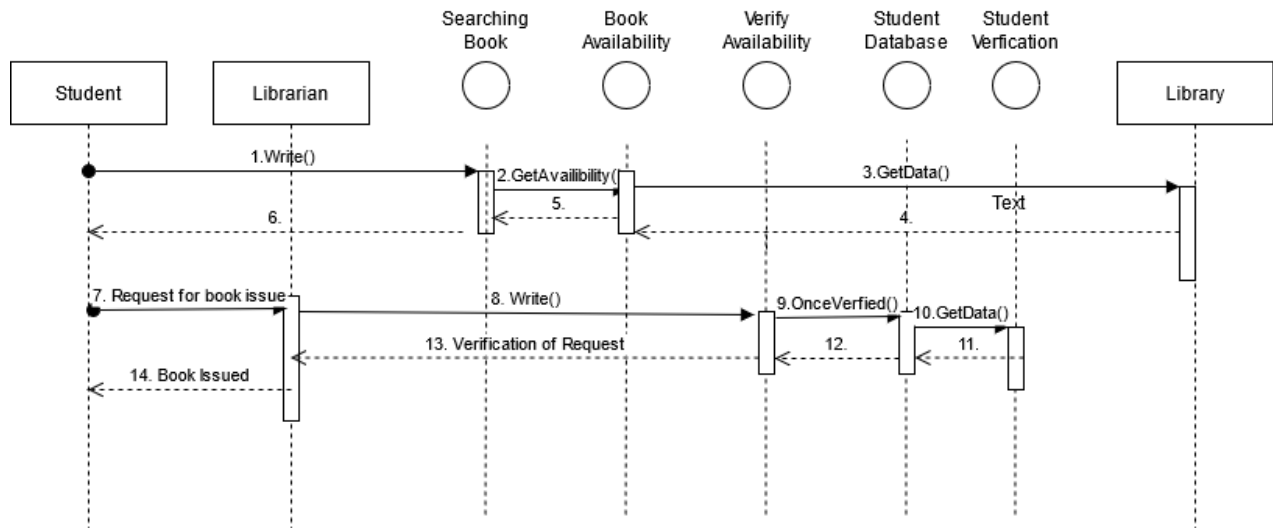 Searching
Book
Book
Availability
Verify
Availability
Student
Database
Student
Verfication
Student
Librarian
Library
1.Write()
2.GetAvailibility()
3.GetData()
Text
4.
5.
6.
7. Request for book issue
8. Write()
9.OnceVerfied()
10.GetData()
11.
12.
13. Verification of Request
14. Book Issued